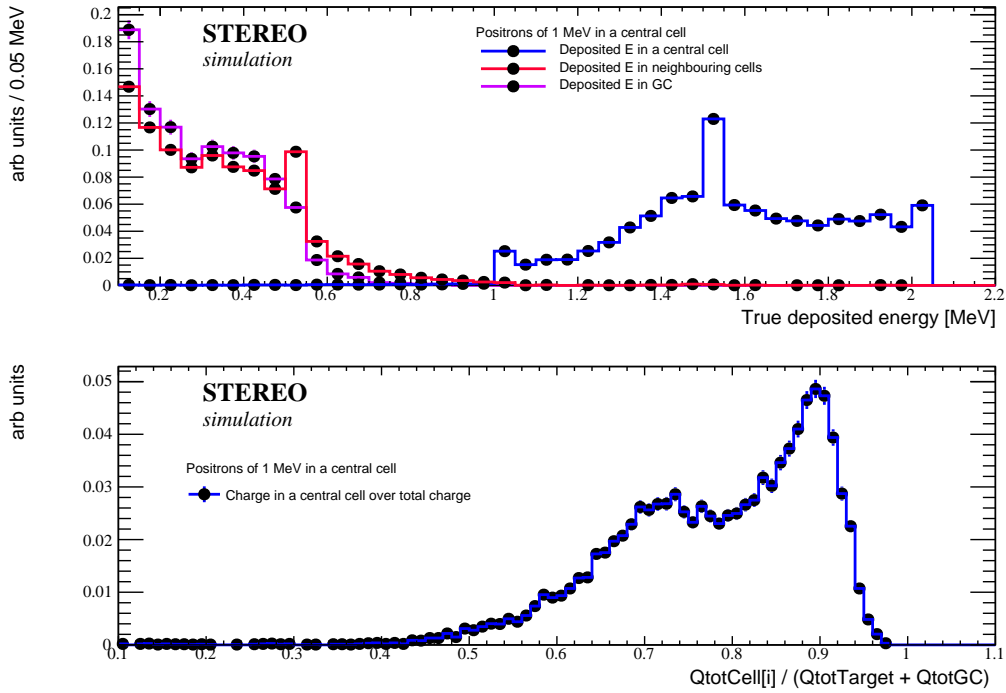 arb units / 0.05 MeV
0.2
0.18
0.16
0.14
0.12
0.1
0.08
0.06
0.04
0.02
0
STEREO
simulation
Positrons of 1 MeV in a central cell
Deposited E in a central cell
Deposited E in neighbouring cells
Deposited E in GC
0.2 0.4 0.6 0.8 1 1.2 1.4 1.6 1.8 2 2.2
True deposited energy [MeV]
arb units
0.05
0.04
0.03
0.02
0.01
0
STEREO
simulation
Positrons of 1 MeV in a central cell
Charge in a central cell over total charge
0.1 0.2 0.3 0.4 0.5 0.6 0.7 0.8 0.9 1 1.1
QtotCell[i] / (QtotTarget + QtotGC)